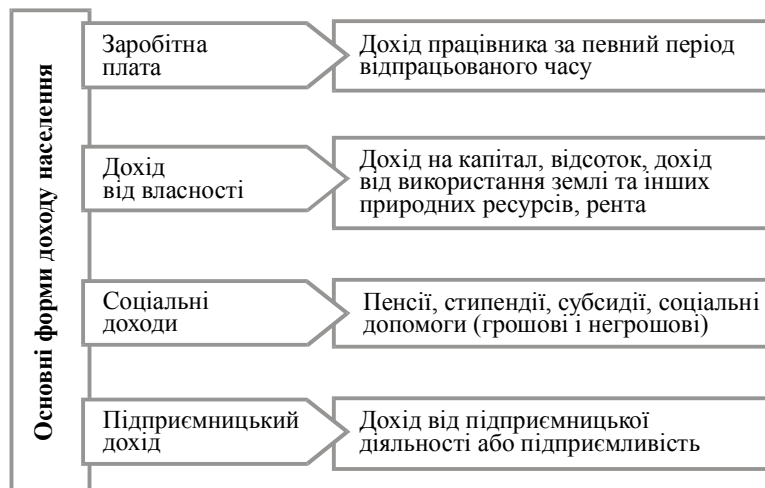 Основні форми доходу населення
Заробітна
плата
Дохід працівника за певний період
відпрацьованого часу
Дохід
від власності
Дохід на капітал, відсоток, дохід
від використання землі та інших
природних ресурсів, рента
Соціальні
доходи
Пенсії, стипендії, субсидії, соціальні
допомоги (грошові і негрошові)
Підприємницький
дохід
Дохід від підприємницької
діяльності або підприємливість